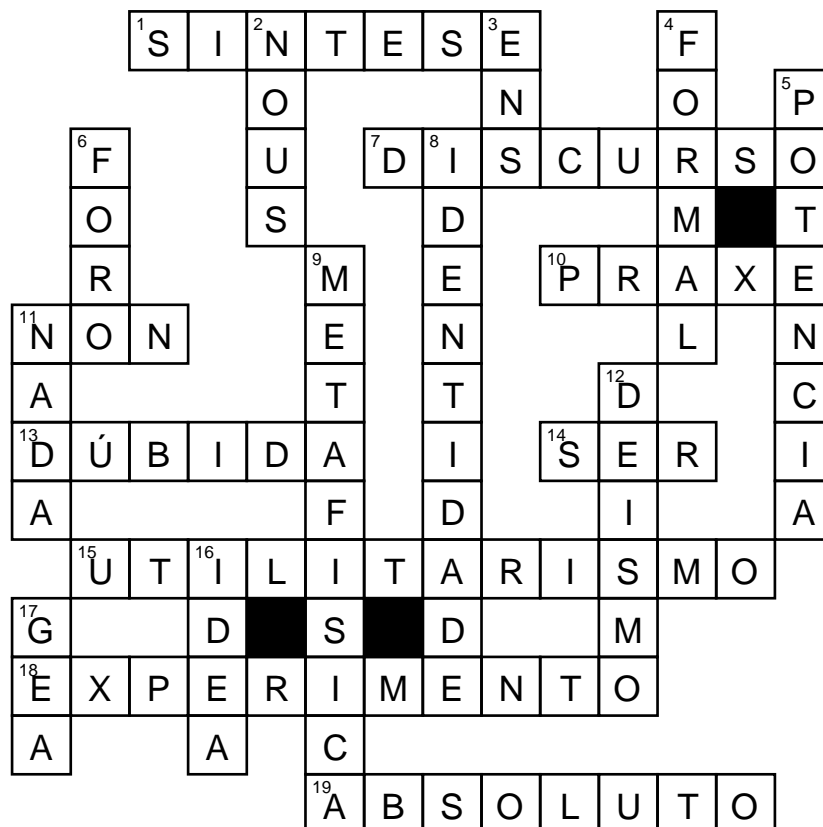 1 S I 2 N T E S 3 E 4 F
O N O 5 P
6 F U 7 D 8 I S C U R S O
O S D M T
R 9 M E 10 P R A X E
11 N O N E N L N
A T T 12 D C
13 D Ú B I D A I 14 S E R I
A F D I A
15 U T 16 I L I T A R I S M O
17 G D S D M
18 E X P E R I M E N T O
A A C
19 A B S O L U T O